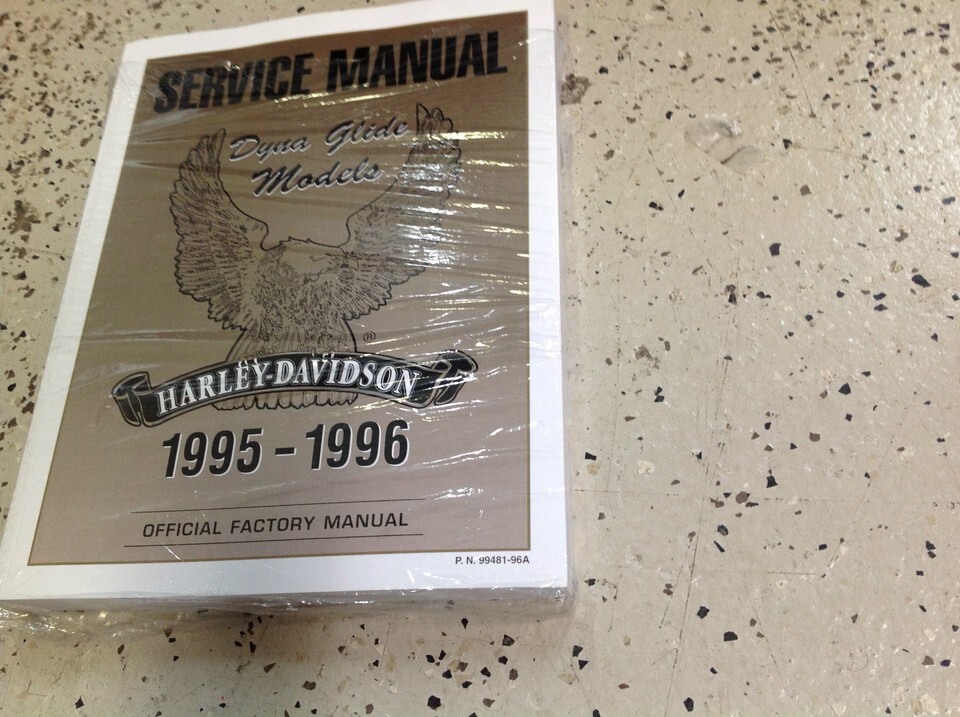 SERVICE MANUAL
Dyna Glide
Models
®
HARLEY-DAVIDSON
1995 - 1996
OFFICIAL FACTORY MANUAL
P. N. 99481-96A